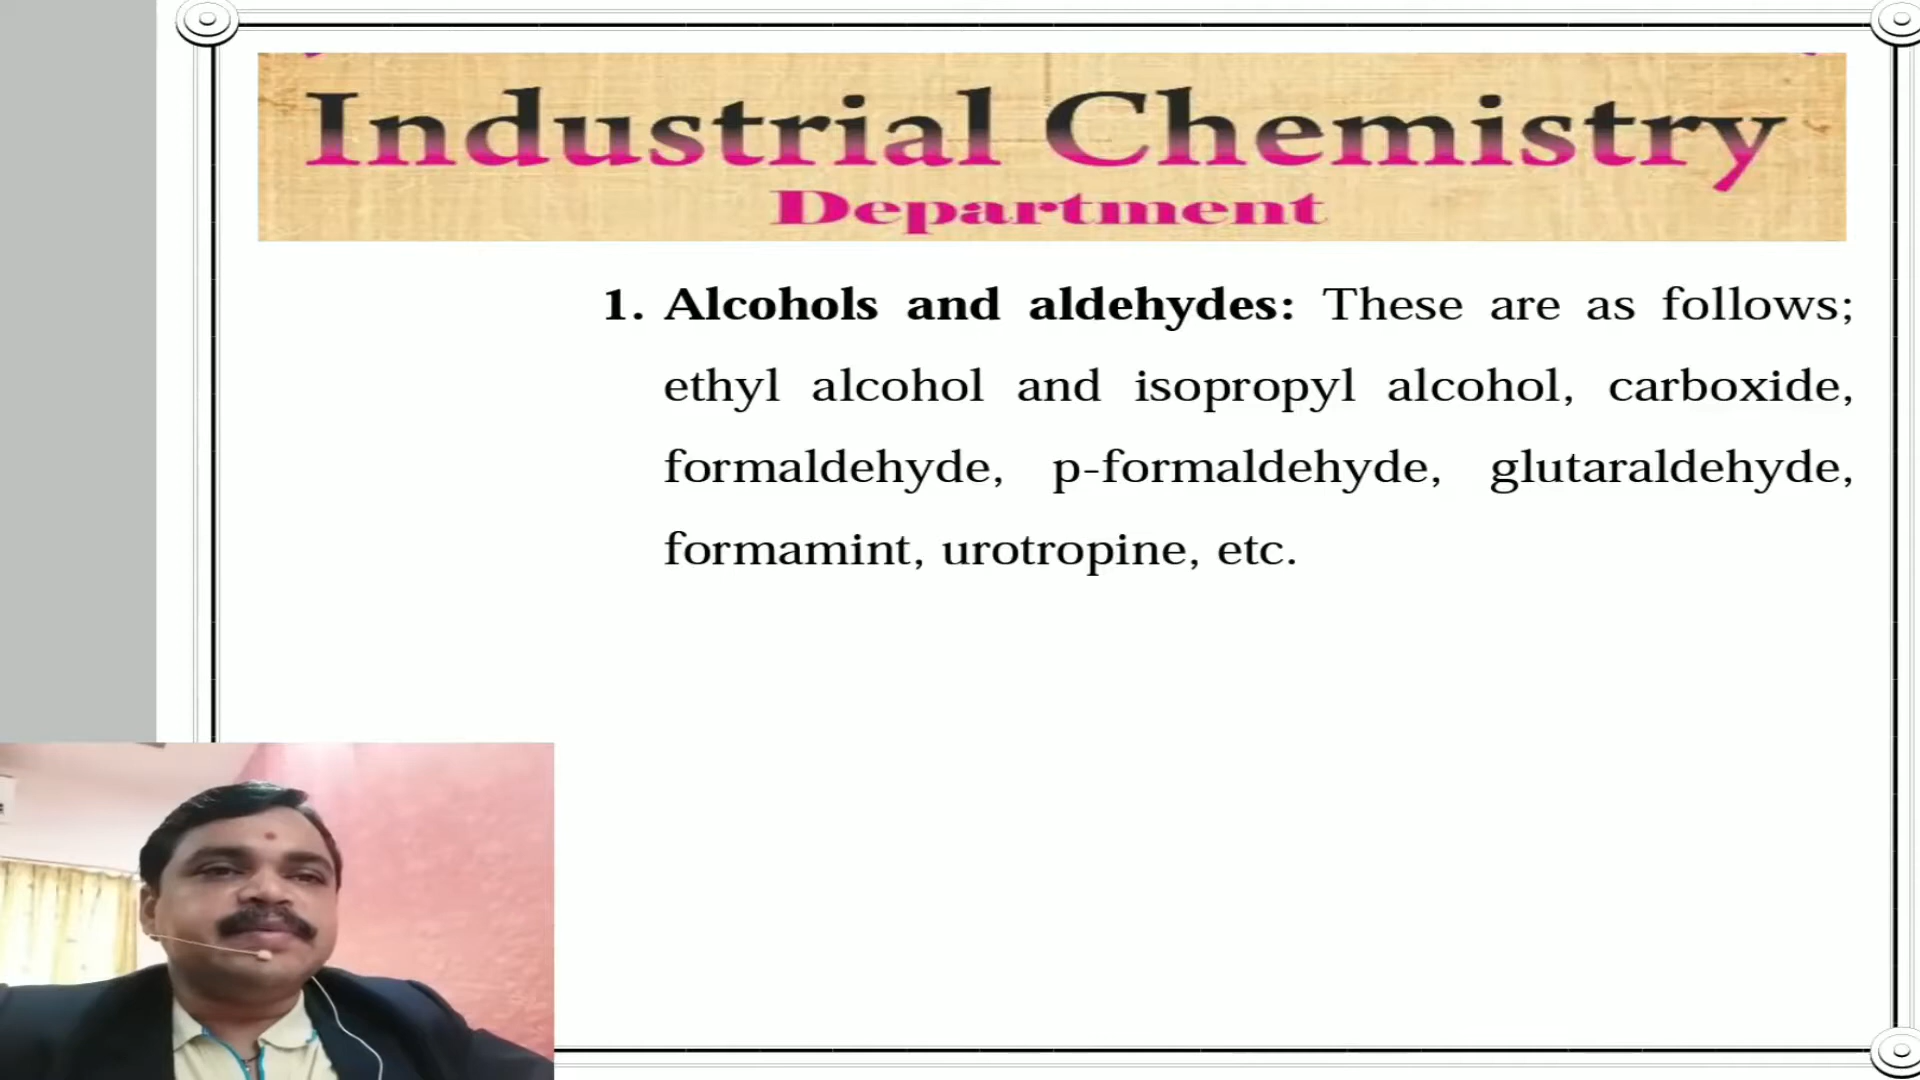 Industrial Chemistry
Department
1. Alcohols and aldehydes: These are as follows;
ethyl alcohol and isopropyl alcohol, carboxide,
formaldehyde, p-formaldehyde, glutaraldehyde,
formamint, urotropine, etc.